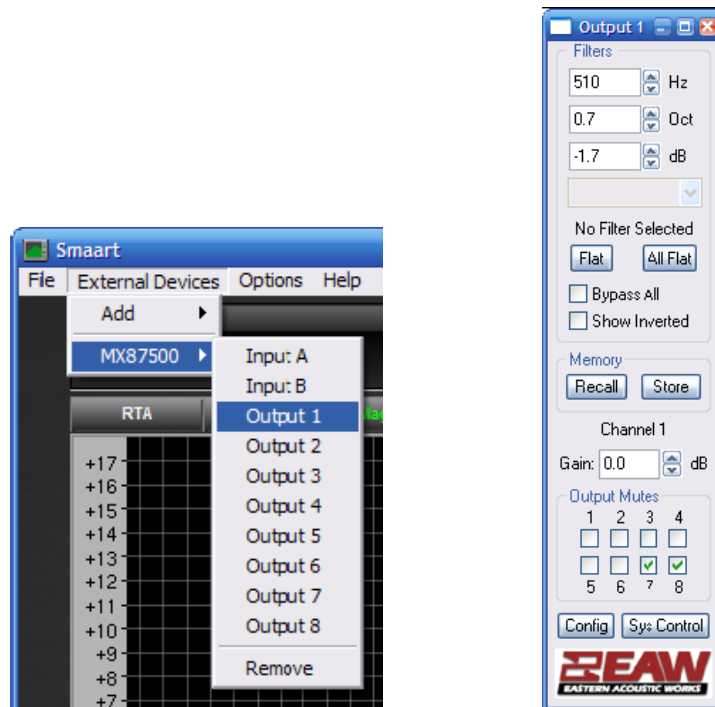 Smaart
File External Devices Options Help
Add
MX87500
Input A
Input B
Output 1
Output 2
Output 3
Output 4
Output 5
Output 6
Output 7
Output 8
Remove
RTA
+17
+16
+15
+14
+13
+12
+11
+10
+9
+8
+7
Output 1
Filters
510 Hz
0.7 Oct
-1.7 dB
No Filter Selected
Flat All Flat
Bypass All
Show Inverted
Memory
Recall Store
Channel 1
Gain: 0.0 dB
Output Mutes
1 2 3 4
5 6 7 8
Config Sys Control
EAW
EASTERN ACOUSTIC WORKS